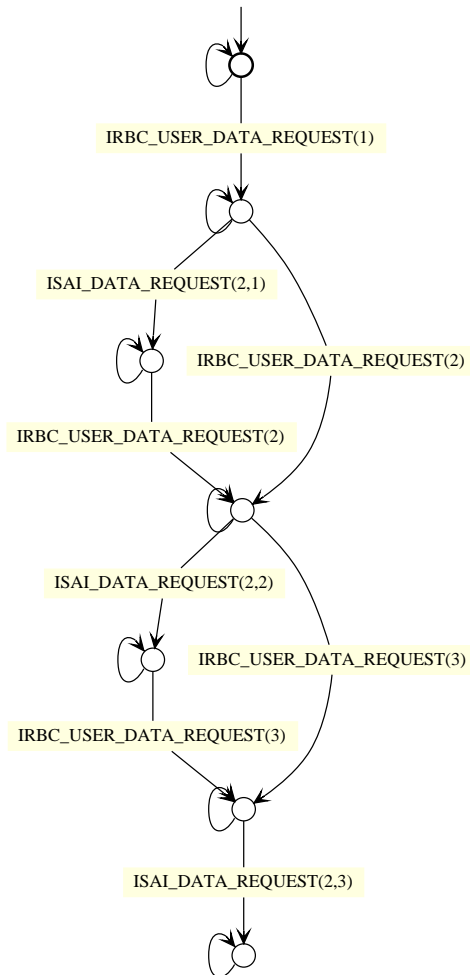 IRBC_USER_DATA_REQUEST(1)
ISAI_DATA_REQUEST(2,1)
IRBC_USER_DATA_REQUEST(2)
IRBC_USER_DATA_REQUEST(2)
ISAI_DATA_REQUEST(2,2)
IRBC_USER_DATA_REQUEST(3)
IRBC_USER_DATA_REQUEST(3)
ISAI_DATA_REQUEST(2,3)